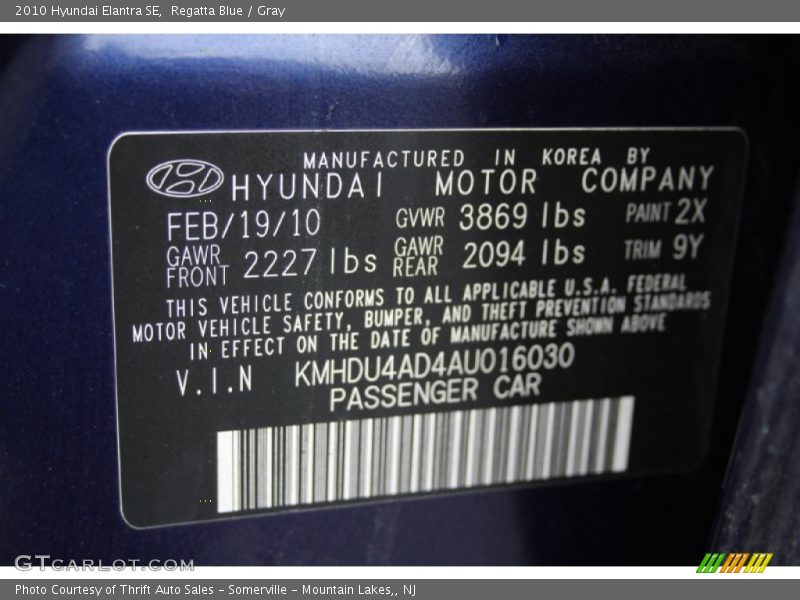 2010 Hyundai Elantra SE, Regatta Blue / Gray
MANUFACTURED IN KOREA BY
HYUNDAI MOTOR COMPANY
FEB/19/10 GVWR 3869 lbs PAINT 2X
GAWR FRONT 2227 lbs GAWR REAR 2094 lbs TRIM 9Y
THIS VEHICLE CONFORMS TO ALL APPLICABLE U.S.A. FEDERAL
MOTOR VEHICLE SAFETY, BUMPER, AND THEFT PREVENTION STANDARDS
IN EFFECT ON THE DATE OF MANUFACTURE SHOWN ABOVE
V.I.N KMHDU4AD4AU016030
PASSENGER CAR
GTCARLOT.COM
Photo Courtesy of Thrift Auto Sales - Somerville - Mountain Lakes,, NJ